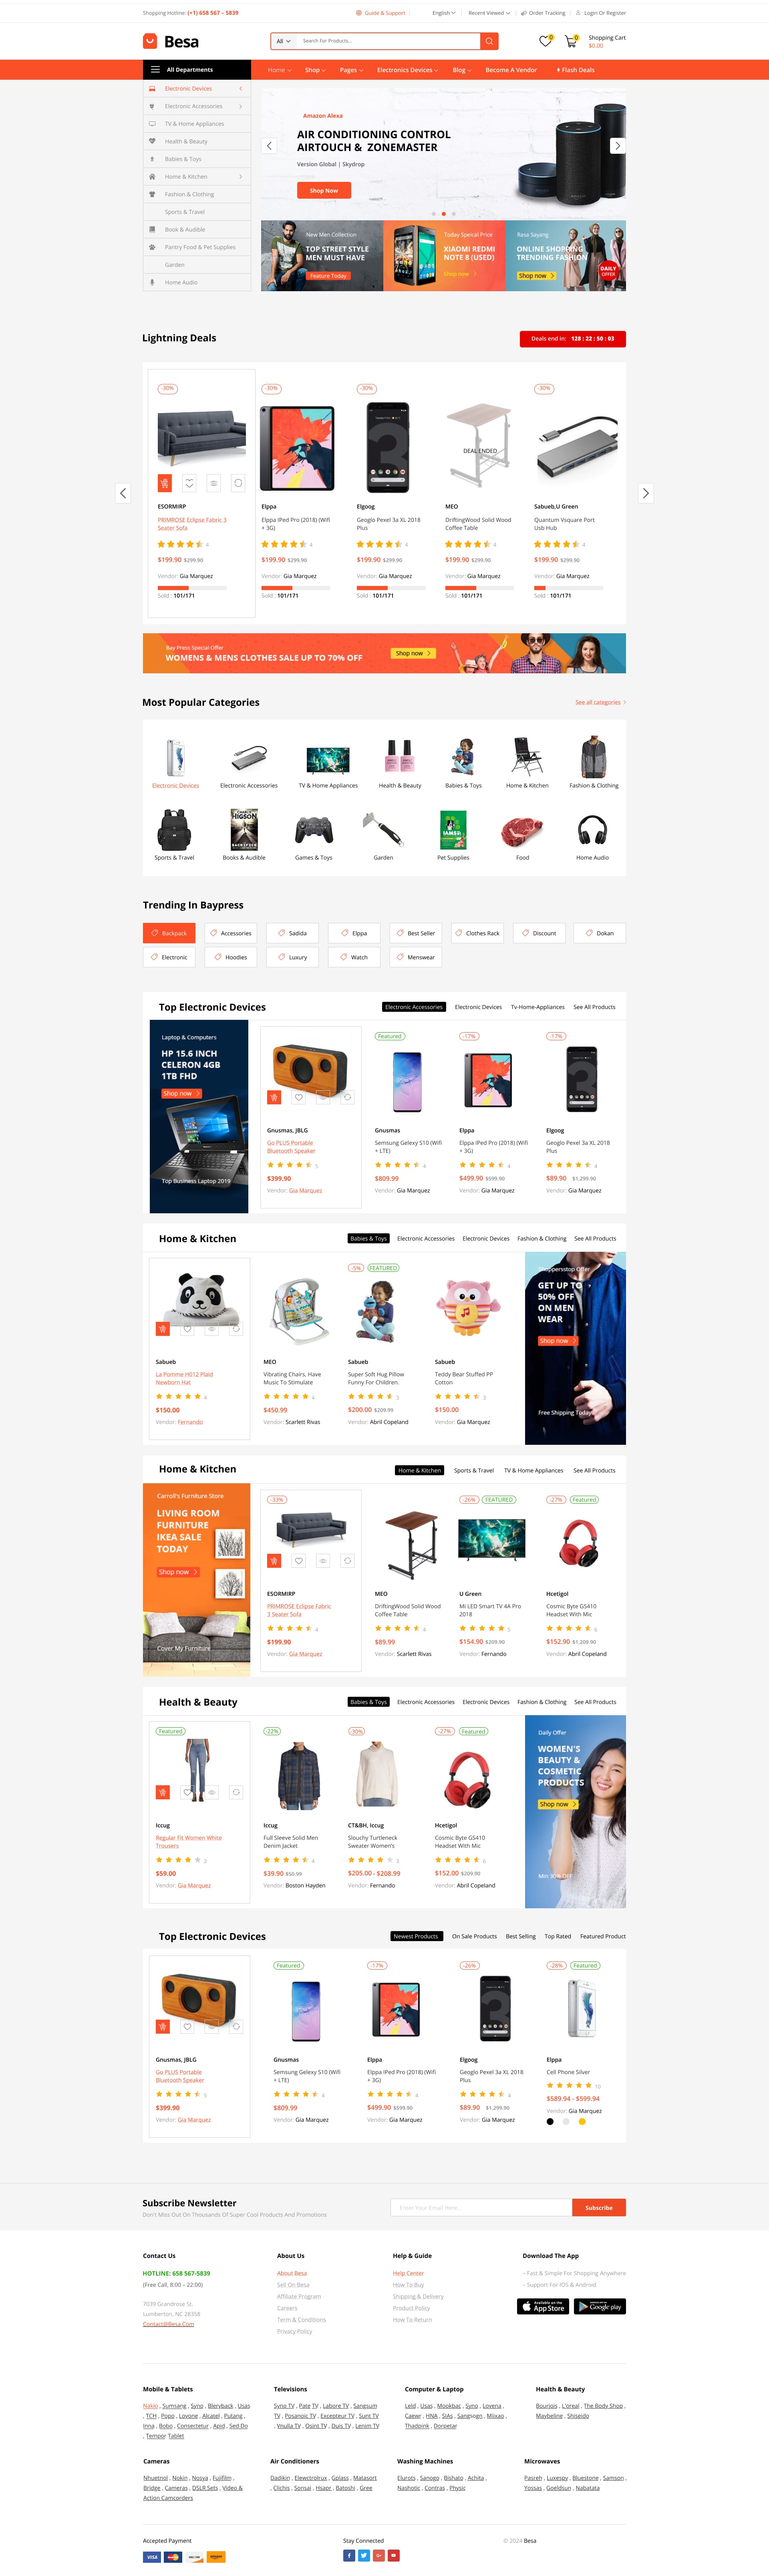 Shopping Hotline: (+1) 658 567 – 5839
Guide & Support
English
Recent Viewed
Order Tracking
Login Or Register
Besa
All
Search For Products...
0
0
Shopping Cart
$0.00
All Departments
Home
Shop
Pages
Electronics Devices
Blog
Become A Vendor
Flash Deals
Electronic Devices
Electronic Accessories
TV & Home Appliances
Health & Beauty
Babies & Toys
Home & Kitchen
Fashion & Clothing
Sports & Travel
Book & Audible
Pantry Food & Pet Supplies
Garden
Home Audio
Amazon Alexa
AIR CONDITIONING CONTROL
AIRTOUCH & ZONEMASTER
Version Global | Skydrop
Shop Now
New Men Collection
TOP STREET STYLE
MEN MUST HAVE
Feature Today
Today Special Price
XIAOMI REDMI
NOTE 8 (USED)
Shop now
Rasa Sayang
ONLINE SHOPPING
TRENDING FASHION
Shop now
DAILY
OFFER
Lightning Deals
Deals end in: 128 : 22 : 50 : 03
-30%
ESORMIRP
PRIMROSE Eclipse Fabric 3
Seater Sofa
4
$199.90 $299.90
Vendor: Gia Marquez
Sold : 101/171
-30%
Elppa
Elppa IPed Pro (2018) (Wifi
+ 3G)
4
$199.90 $299.90
Vendor: Gia Marquez
Sold : 101/171
-30%
Elgoog
Geoglo Pexel 3a XL 2018
Plus
4
$199.90 $299.90
Vendor: Gia Marquez
Sold : 101/171
DEAL ENDED
MEO
DriftingWood Solid Wood
Coffee Table
4
$199.90 $299.90
Vendor: Gia Marquez
Sold : 101/171
-30%
Sabueb,U Green
Quantum Vsquare Port
Usb Hub
4
$199.90 $299.90
Vendor: Gia Marquez
Sold : 101/171
Bay Press Special Offer
WOMENS & MENS CLOTHES SALE UP TO 70% OFF
Shop now
Most Popular Categories
See all categories
Electronic Devices
Electronic Accessories
TV & Home Appliances
Health & Beauty
Babies & Toys
Home & Kitchen
Fashion & Clothing
HIGSON
IAMS
Sports & Travel
Books & Audible
Games & Toys
Garden
Pet Supplies
Food
Home Audio
Trending In Baypress
Backpack
Accessories
Sadida
Elppa
Best Seller
Clothes Rack
Discount
Dokan
Electronic
Hoodies
Luxury
Watch
Menswear
Top Electronic Devices
Electronic Accessories
Electronic Devices
Tv-Home-Appliances
See All Products
Laptop & Computers
HP 15.6 INCH
CELERON 4GB
1TB FHD
Shop now
Top Business Laptop 2019
Gnusmas, JBLG
Go PLUS Portable
Bluetooth Speaker
5
$399.90
Vendor: Gia Marquez
Featured
Gnusmas
Semsung Gelexy S10 (Wifi
+ LTE)
4
$809.99
Vendor: Gia Marquez
-17%
Elppa
Elppa IPed Pro (2018) (Wifi
+ 3G)
4
$499.90 $599.90
Vendor: Gia Marquez
-17%
Elgoog
Geoglo Pexel 3a XL 2018
Plus
4
$89.90 $1,299.90
Vendor: Gia Marquez
Home & Kitchen
Babies & Toys
Electronic Accessories
Electronic Devices
Fashion & Clothing
See All Products
Sabueb
La Pomme H012 Plaid
Newborn Hat
4
$150.00
Vendor: Fernando
MEO
Vibrating Chairs, Have
Music To Stimulate
4
$450.99
Vendor: Scarlett Rivas
-5%
FEATURED
Sabueb
Super Soft Hug Pillow
Funny For Children.
3
$200.00 $209.99
Vendor: Abril Copeland
Sabueb
Teddy Bear Stuffed PP
Cotton
3
$150.00
Vendor: Gia Marquez
Shoppersstop Offer
GET UP TO
50% OFF
ON MEN
WEAR
Shop now
Free Shipping Today
Home & Kitchen
Home & Kitchen
Sports & Travel
TV & Home Appliances
See All Products
Carroll's Furniture Store
LIVING ROOM
FURNITURE
IKEA SALE
TODAY
Shop now
Cover My Furniture
-33%
ESORMIRP
PRIMROSE Eclipse Fabric
3 Seater Sofa
4
$199.90
Vendor: Gia Marquez
MEO
DriftingWood Solid Wood
Coffee Table
4
$89.99
Vendor: Scarlett Rivas
-26%
FEATURED
U Green
Mi LED Smart TV 4A Pro
2018
5
$154.90 $209.90
Vendor: Fernando
-27%
Featured
Hcetigol
Cosmic Byte GS410
Headset With Mic
6
$152.90 $1,209.90
Vendor: Abril Copeland
Health & Beauty
Babies & Toys
Electronic Accessories
Electronic Devices
Fashion & Clothing
See All Products
Featured
Iccug
Regular Fit Women White
Trousers
2
$59.00
Vendor: Gia Marquez
-22%
Iccug
Full Sleeve Solid Men
Denim Jacket
4
$39.90 $50.99
Vendor: Boston Hayden
-30%
CT&BH, Iccug
Slouchy Turtleneck
Sweater Women's
3
$205.00 - $208.99
Vendor: Fernando
-27%
Featured
Hcetigol
Cosmic Byte GS410
Headset With Mic
6
$152.00 $209.90
Vendor: Abril Copeland
Daily Offer
WOMEN'S
BEAUTY &
COSMETIC
PRODUCTS
Shop now
Min 30% OFF
Top Electronic Devices
Newest Products
On Sale Products
Best Selling
Top Rated
Featured Product
Gnusmas, JBLG
Go PLUS Portable
Bluetooth Speaker
5
$399.90
Vendor: Gia Marquez
Featured
Gnusmas
Semsung Gelexy S10 (Wifi
+ LTE)
4
$809.99
Vendor: Gia Marquez
-17%
Elppa
Elppa IPed Pro (2018) (Wifi
+ 3G)
4
$499.90 $599.90
Vendor: Gia Marquez
-26%
Elgoog
Geoglo Pexel 3a XL 2018
Plus
4
$89.90 $1,299.90
Vendor: Gia Marquez
-28%
Featured
Elppa
Cell Phone Silver
10
$589.94 - $599.94
Vendor: Gia Marquez
Subscribe Newsletter
Don't Miss Out On Thousands Of Super Cool Products And Promotions
Enter Your Email Here...
Subscribe
Contact Us
HOTLINE: 658 567-5839
(Free Call, 8:00 – 22:00)
7039 Grandrose St.
Lumberton, NC 28358
Contact@Besa.Com
About Us
About Besa
Sell On Besa
Affiliate Program
Careers
Term & Conditions
Privacy Policy
Help & Guide
Help Center
How To Buy
Shipping & Delivery
Product Policy
How To Return
Download The App
- Fast & Simple For Shopping Anywhere
- Support For IOS & Android
Available on the
App Store
Google play
Mobile & Tablets
Nakin , Sumsang , Syno , Bleryback , Usas
, TCH , Popo , Lovong , Alcatel , Putang ,
Inna , Bobo , Consectetur , Apid , Sed Do
, Tempor Tablet
Televisions
Syno TV , Pate TV , Labore TV , Sangsum
TV , Posanpic TV , Excepteur TV , Sunt TV
, Vnulla TV , Osint TV , Duis TV , Lenim TV
Computer & Laptop
Leld , Usas , Mookbac , Syno , Lovena ,
Caewr , HNA , SIAs , Sangsogn , Miixao ,
Thadpink , Dorpetar
Health & Beauty
Bourjois , L'oreal , The Body Shop ,
Maybeling , Shiseido
Cameras
Nhuetnol , Nokin , Nosya , Fujifilm ,
Bridge , Cameras , DSLR Sets , Video &
Action Camcorders
Air Conditioners
Dadikin , Elewctrolrux , Gplass , Matasort
, Clichis , Sonsai , Hsapr , Batoshi , Gree
Washing Machines
Elurots , Sanogo , Bishato , Achita ,
Nashotic , Contras , Physic
Microwaves
Pasreh , Luxespy , Bluestone , Samson ,
Yossas , Goeldsun , Nabatata
Accepted Payment
VISA
Stay Connected
© 2024 Besa